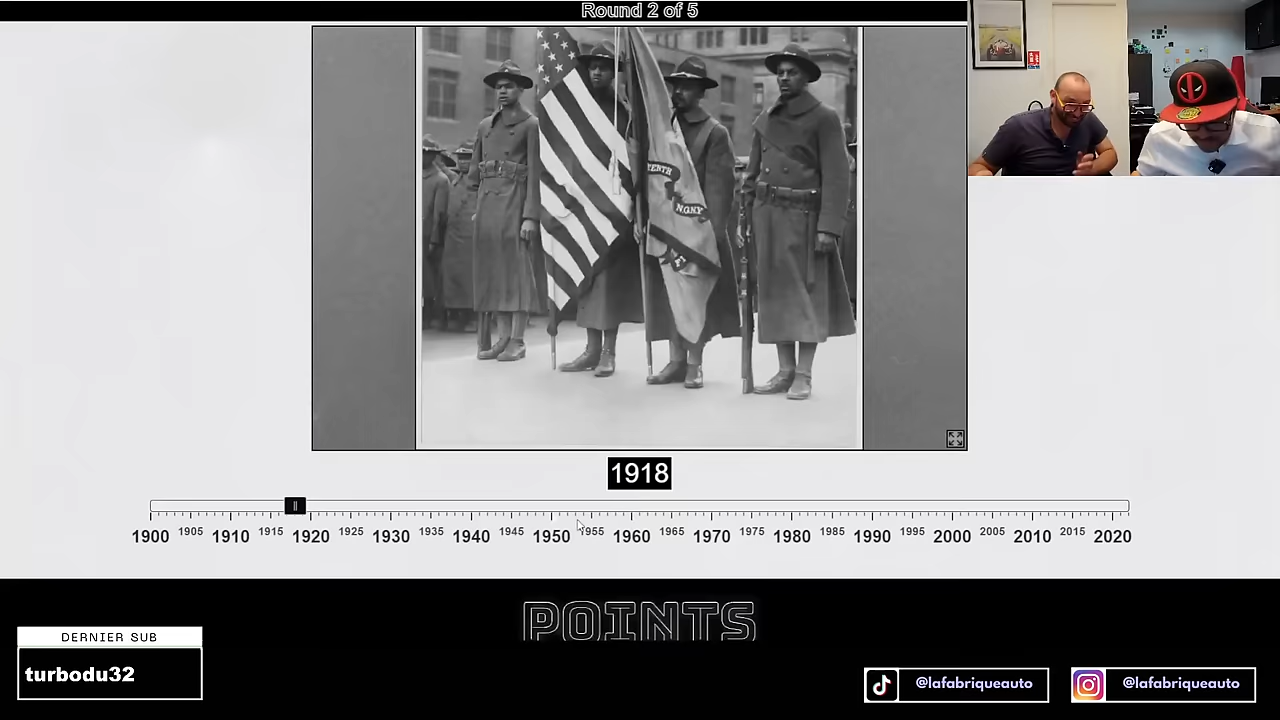 Round 2 of 5
N.G.N.Y.
1918
1900 1905 1910 1915 1920 1925 1930 1935 1940 1945 1950 1955 1960 1965 1970 1975 1980 1985 1990 1995 2000 2005 2010 2015 2020
POINTS
DERNIER SUB
turbodu32
@lafabriqueauto
@lafabriqueauto